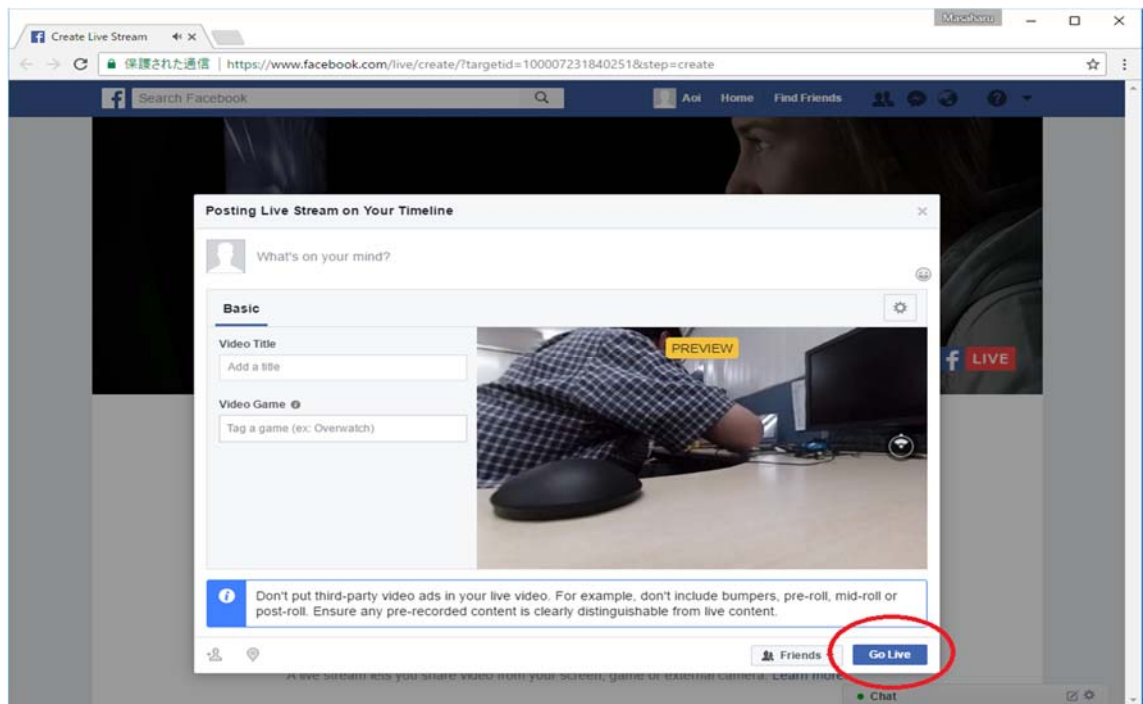 Masaharu
Create Live Stream
保護された通信 | https://www.facebook.com/live/create/?targetid=100007231840251&step=create
f Search Facebook Aoi Home Find Friends
Posting Live Stream on Your Timeline
What's on your mind?
Basic
Video Title
Add a title
Video Game
Tag a game (ex: Overwatch)
PREVIEW
f LIVE
Don't put third-party video ads in your live video. For example, don't include bumpers, pre-roll, mid-roll or
post-roll. Ensure any pre-recorded content is clearly distinguishable from live content.
Friends Go Live
A live stream lets you share video from your screen, game or external camera. Learn more
Chat